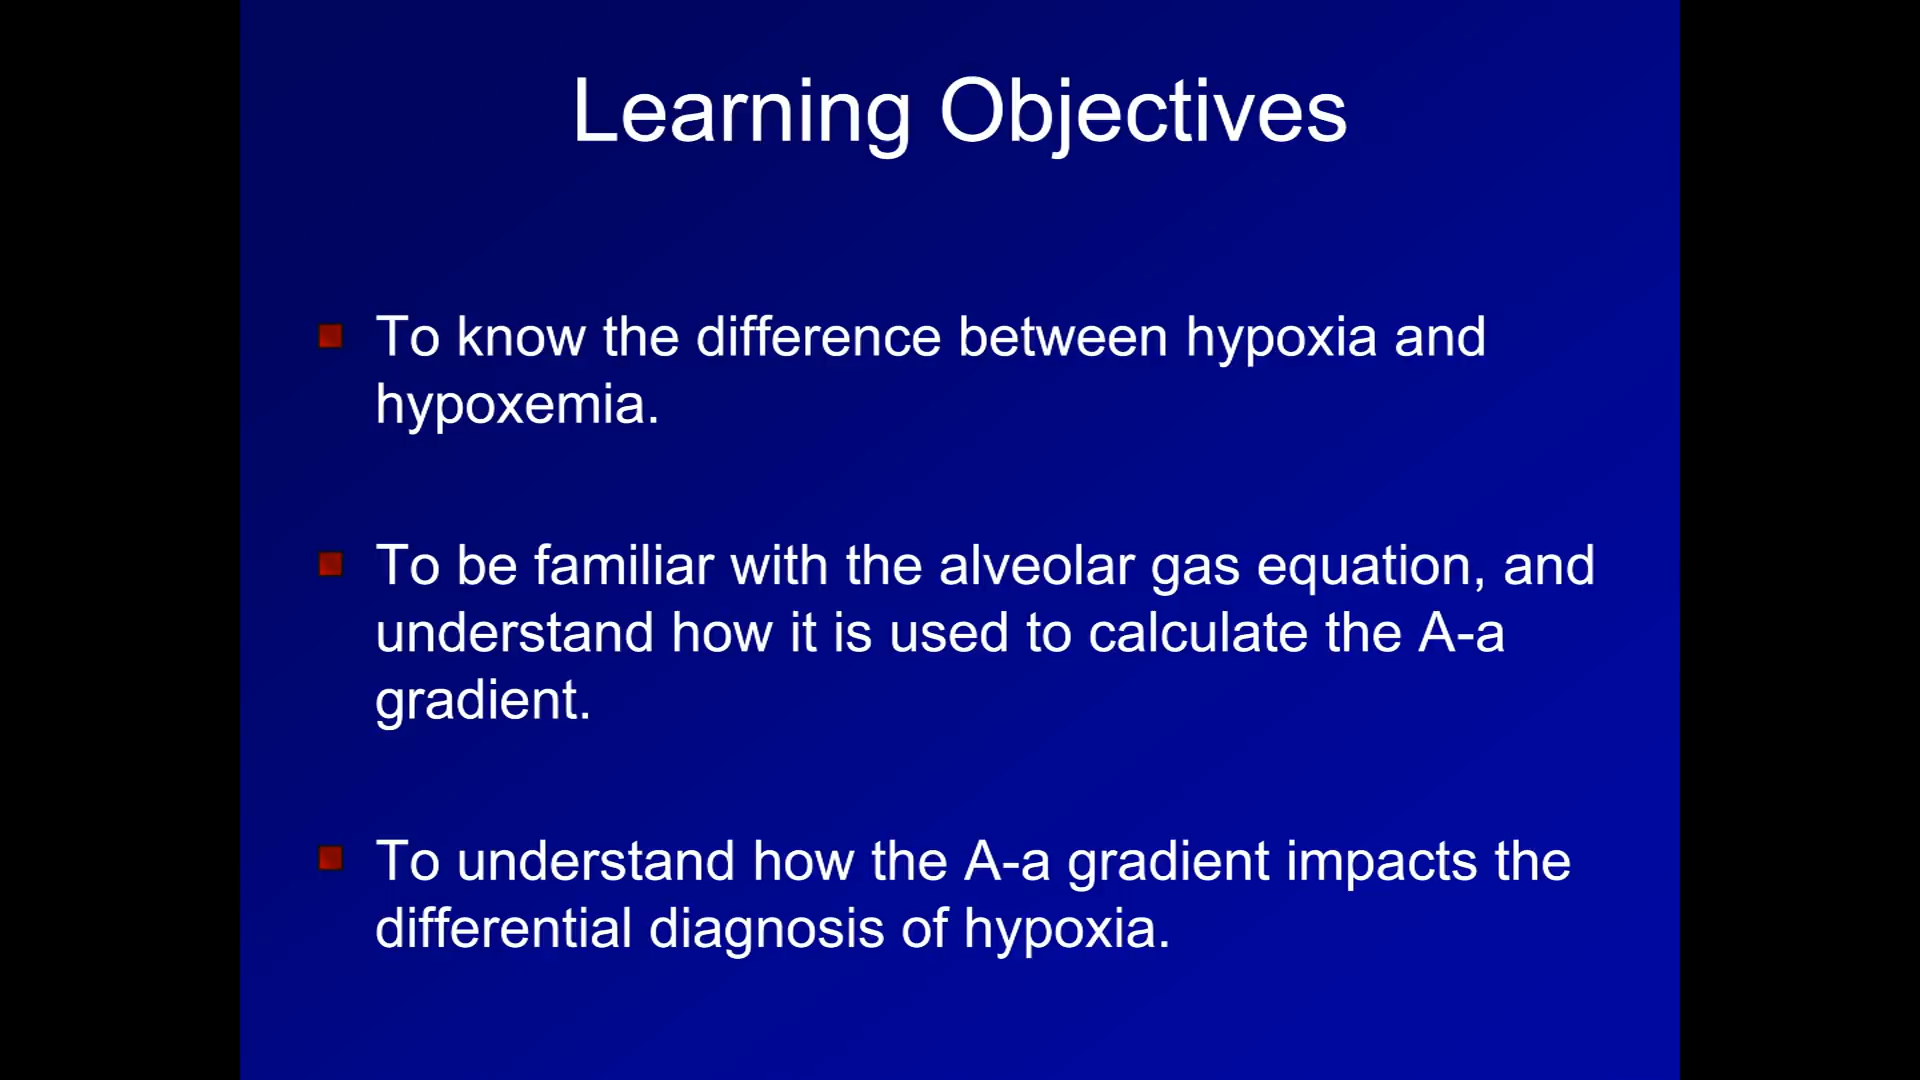 Learning Objectives
To know the difference between hypoxia and
hypoxemia.
To be familiar with the alveolar gas equation, and
understand how it is used to calculate the A-a
gradient.
To understand how the A-a gradient impacts the
differential diagnosis of hypoxia.